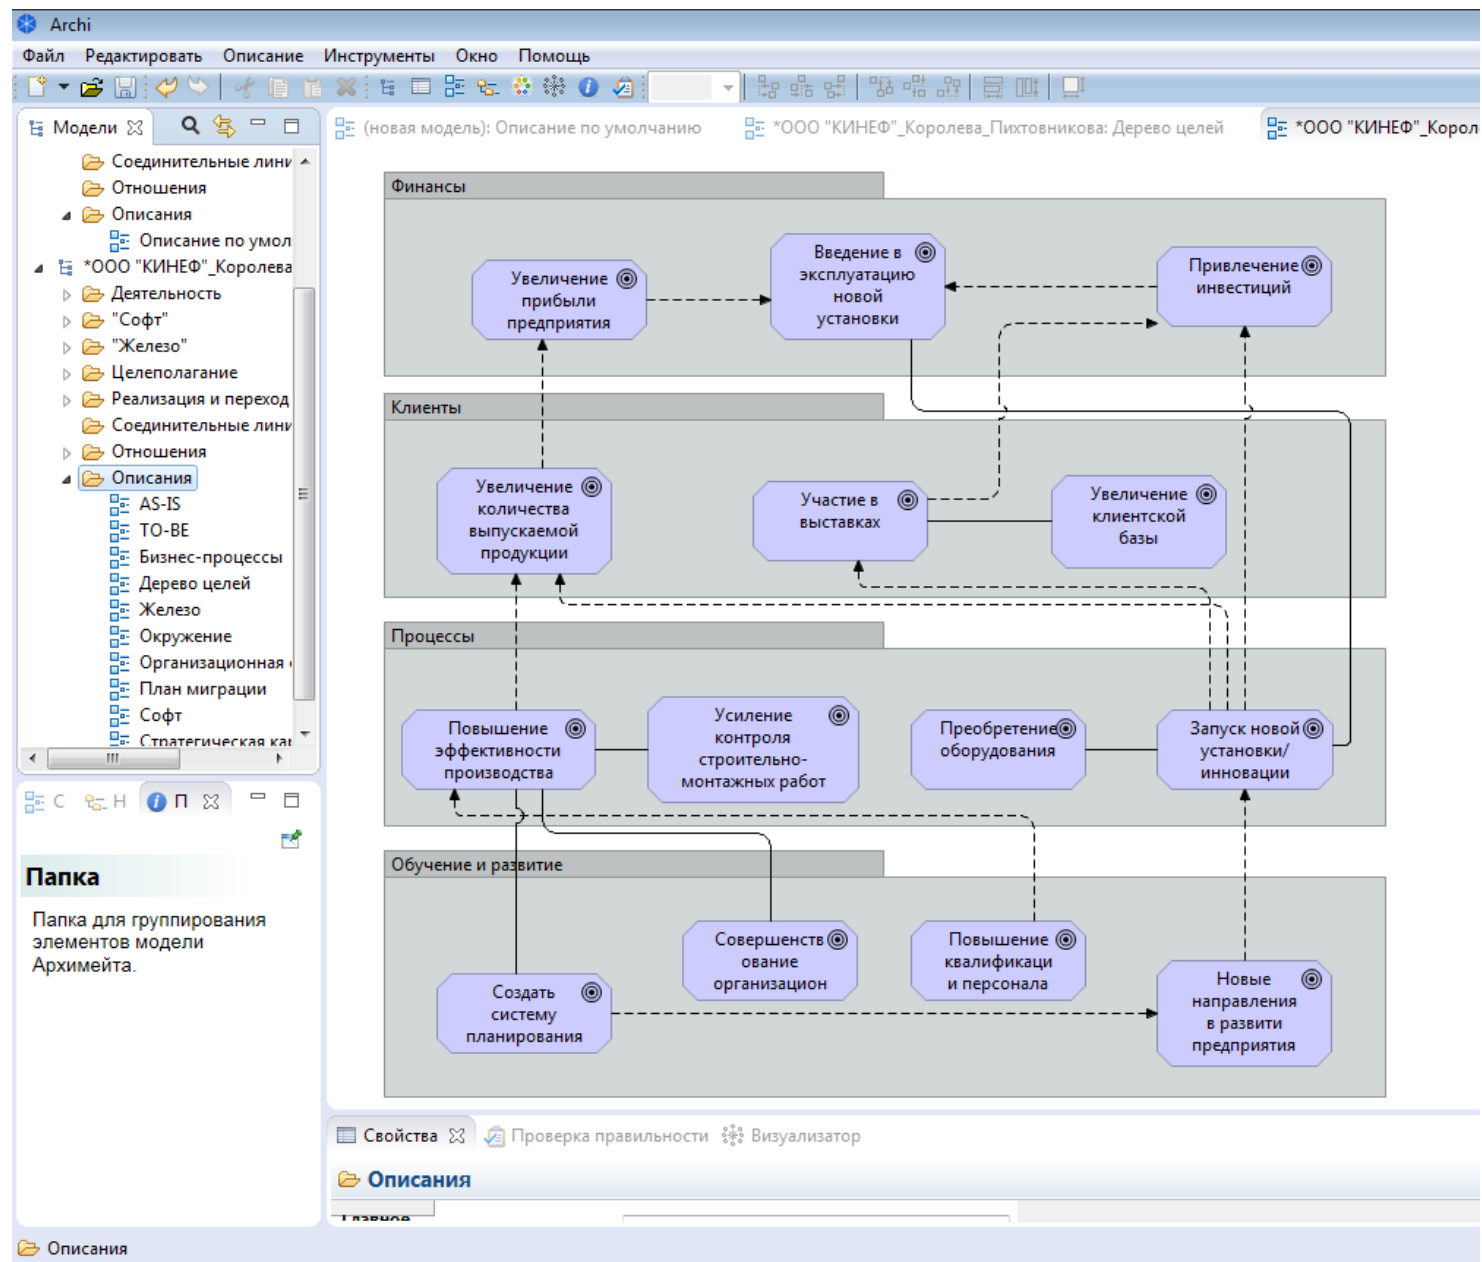 Archi
Файл Редактировать Описание Инструменты Окно Помощь
Модели
(новая модель): Описание по умолчанию
*ООО "КИНЕФ"_Королева_Пихтовникова: Дерево целей
*ООО "КИНЕФ"_Корол
Соединительные лини
Отношения
Описания
Описание по умол
*ООО "КИНЕФ"_Королева
Деятельность
"Софт"
"Железо"
Целеполагание
Реализация и переход
Соединительные лини
Отношения
Описания
AS-IS
TO-BE
Бизнес-процессы
Дерево целей
Железо
Окружение
Организационная
План миграции
Софт
Стратегическая кар
С Н П
Папка
Папка для группирования
элементов модели
Архимейта.
Финансы
Увеличение
прибыли
предприятия
Введение в
эксплуатацию
новой
установки
Привлечение
инвестиций
Клиенты
Увеличение
количества
выпускаемой
продукции
Участие в
выставках
Увеличение
клиентской
базы
Процессы
Повышение
эффективности
производства
Усиление
контроля
строительно-
монтажных работ
Преобретение
оборудования
Запуск новой
установки/
инновации
Обучение и развитие
Создать
систему
планирования
Совершенств
ование
организацион
Повышение
квалификаци
и персонала
Новые
направления
в развити
предприятия
Свойства Проверка правильности Визуализатор
Описания
Главное
Описания